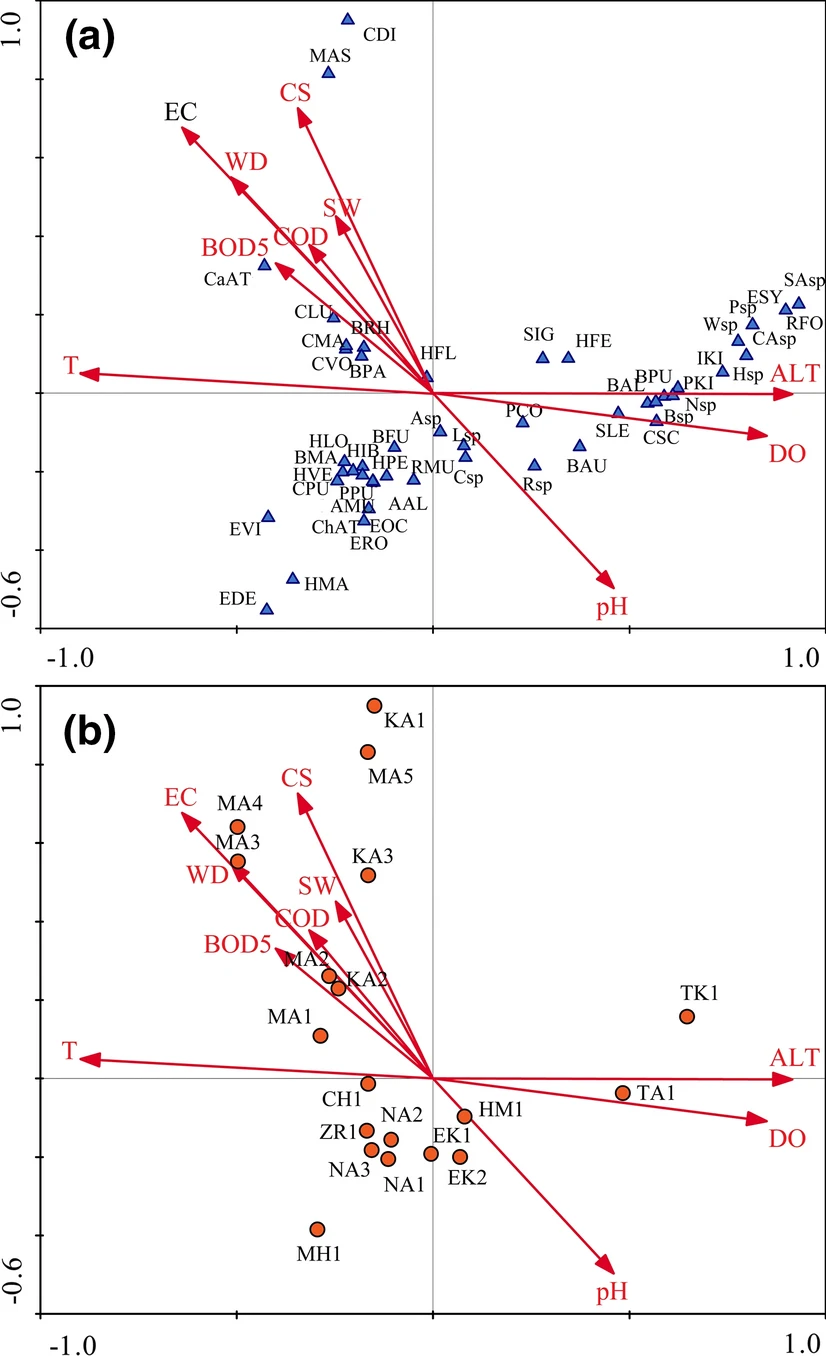 1.0
(a)
CDI
MAS
CS
EC
WD
SW
COD
BOD5
CaAT
SAsp
ESY
Psp
RFO
CLU
BRH
Wsp
CAsp
SIG
HFE
CMA
CVO
BPA
HFL
IKI
T
Hsp
ALT
BPU
PKI
BAL
Nsp
PCO
Bsp
Asp
SLE
CSC
Lsp
DO
BFU
HLO
HIB
BMA
HPE
RMU
BAU
HVE
Csp
Rsp
CPU
PPU
AMU
AAL
EVI
ChAT
EOC
ERO
HMA
EDE
pH
-0.6
-1.0
1.0
1.0
(b)
KA1
MA5
CS
EC
MA4
MA3
KA3
WD
SW
COD
BOD5
MA2
KA2
TK1
MA1
T
ALT
CH1
TA1
HM1
NA2
ZR1
EK1
DO
NA3
EK2
NA1
MH1
pH
-0.6
-1.0
1.0